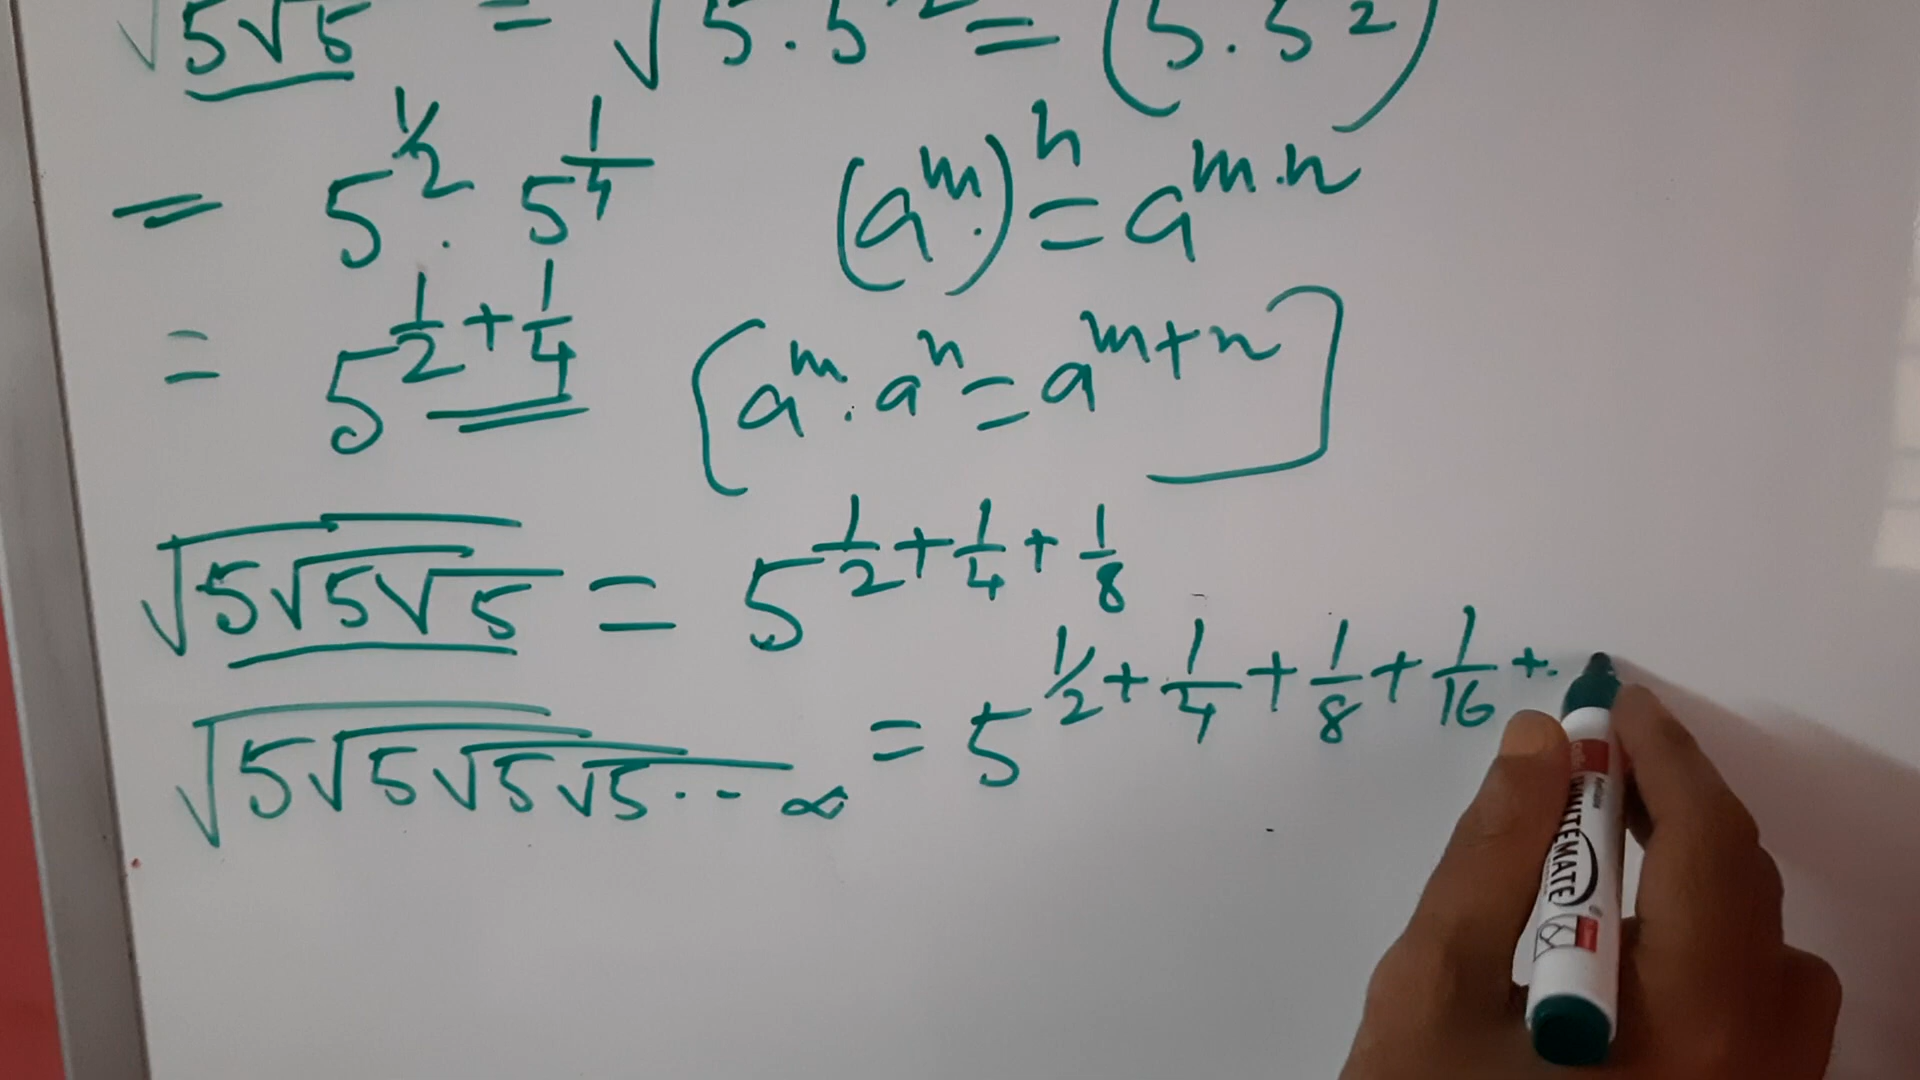 √5√5 = √5.5^1/2 = (5.5^1/2)
= 5^1/2 . 5^1/4 (a^m.)^n = a^m.n
= 5^1/2+1/4 [a^m . a^n = a^m+n]
√5√5√5 = 5^1/2+1/4+1/8
√5√5√5√5... ∞ = 5^1/2+1/4+1/8+1/16+.
WHITEMATE